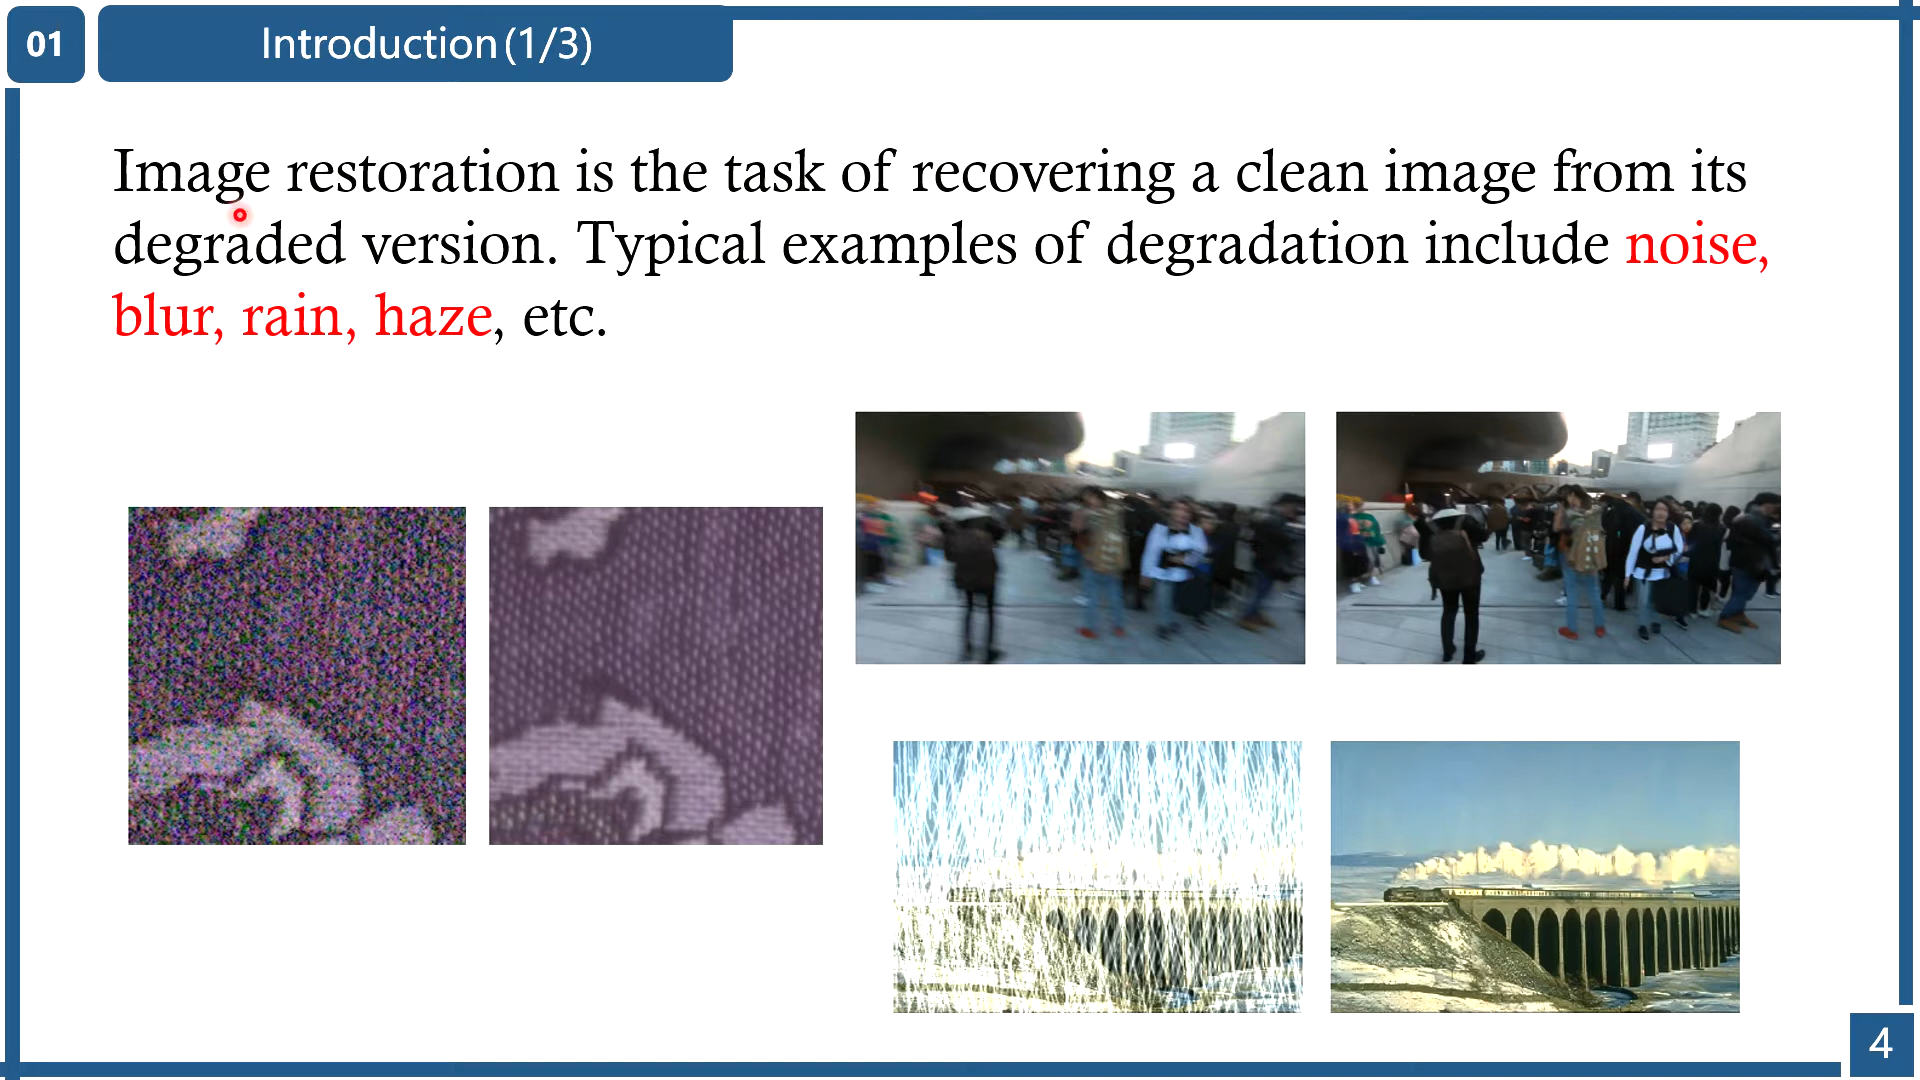 01
Introduction(1/3)
Image restoration is the task of recovering a clean image from its
degraded version. Typical examples of degradation include noise,
blur, rain, haze, etc.
4